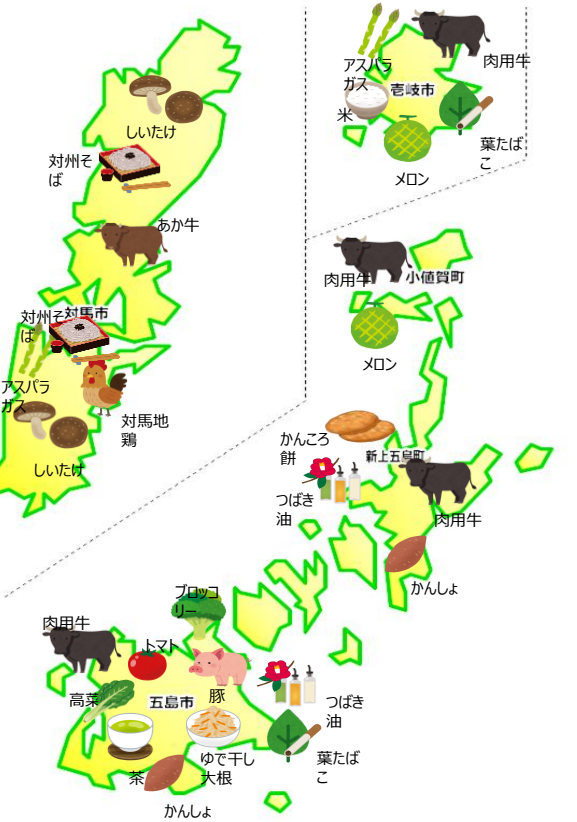 しいたけ
対州そ
ば
あか牛
対州そ
ば
対馬市
アスパラ
ガス
対馬地
鶏
しいたけ
アスパラ
ガス
肉用牛
壱岐市
米
葉たば
こ
メロン
肉用牛
小値賀町
メロン
かんころ
餅
新上五島町
つばき
油
肉用牛
かんしょ
ブロッコ
リー
肉用牛
トマト
高菜
五島市
豚
つばき
油
茶
ゆで干し
大根
葉たば
こ
かんしょ